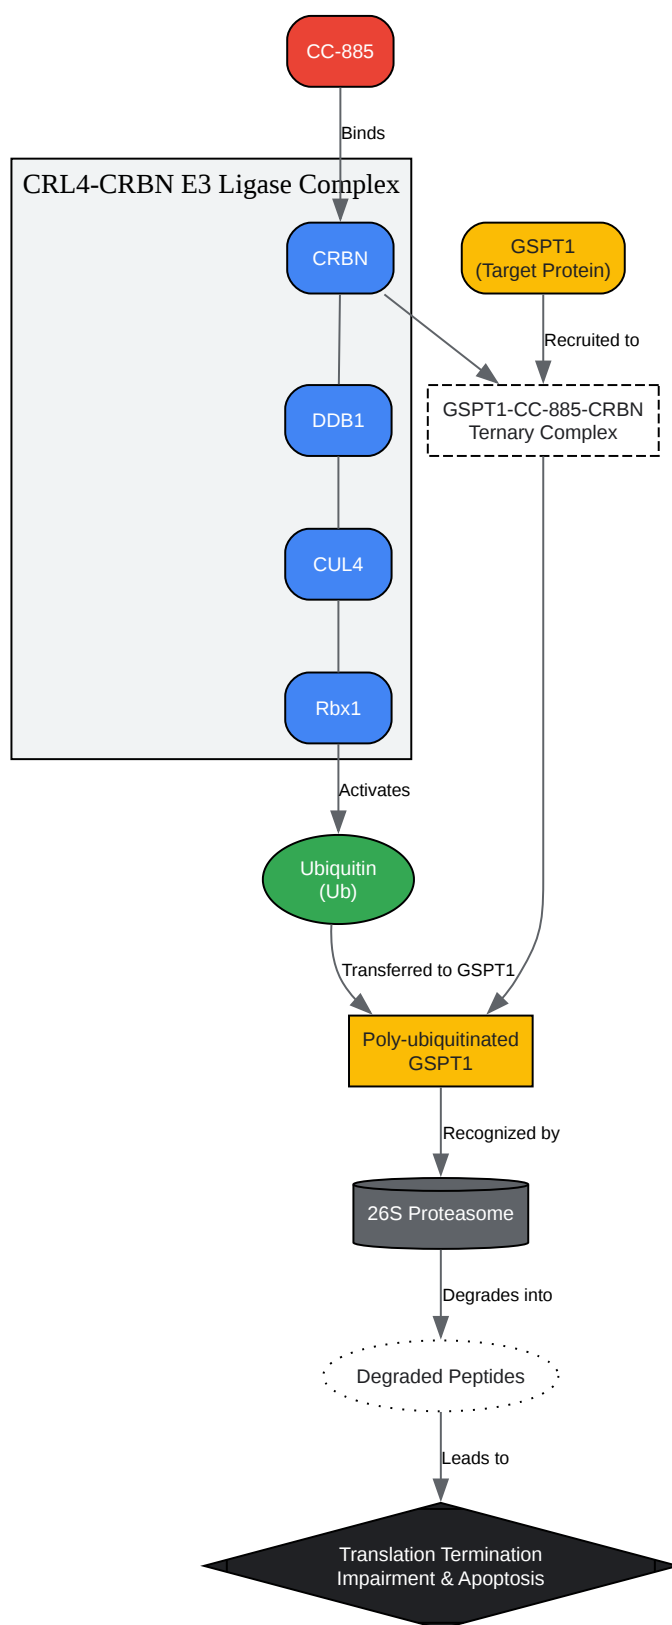 CC-885
Binds
CRL4-CRBN E3 Ligase Complex
CRBN
GSPT1
(Target Protein)
Recruited to
DDB1
GSPT1-CC-885-CRBN
Ternary Complex
CUL4
Rbx1
Activates
Ubiquitin
(Ub)
Transferred to GSPT1
Poly-ubiquitinated
GSPT1
Recognized by
26S Proteasome
Degrades into
Degraded Peptides
Leads to
Translation Termination
Impairment & Apoptosis